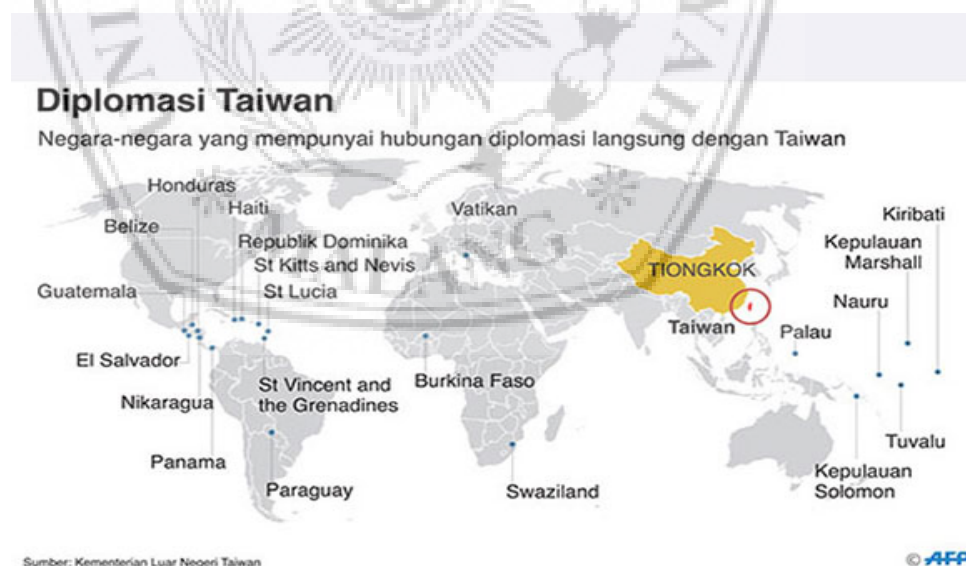 Diplomasi Taiwan
Negara-negara yang mempunyai hubungan diplomasi langsung dengan Taiwan
Honduras
Haiti
Belize
Republik Dominika
St Kitts and Nevis
Guatemala
St Lucia
El Salvador
St Vincent and
the Grenadines
Nikaragua
Panama
Paraguay
Vatikan
Burkina Faso
Swaziland
TIONGKOK
Taiwan
Palau
Kiribati
Kepulauan
Marshall
Nauru
Tuvalu
Kepulauan
Solomon
Sumber: Kementerian Luar Negeri Taiwan
© AFP